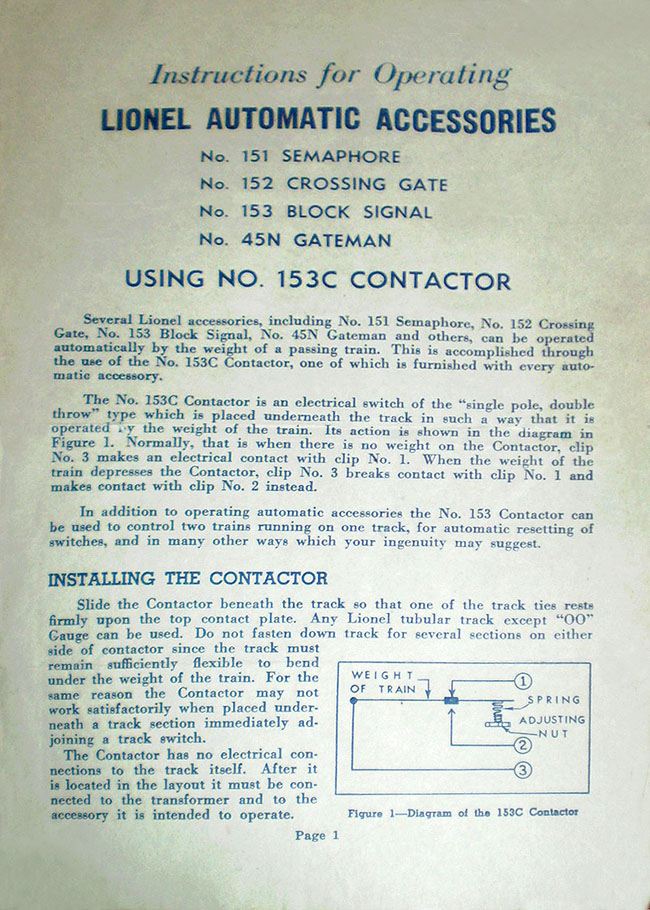 Instructions for Operating
LIONEL AUTOMATIC ACCESSORIES
No. 151 SEMAPHORE
No. 152 CROSSING GATE
No. 153 BLOCK SIGNAL
No. 45N GATEMAN
USING NO. 153C CONTACTOR
Several Lionel accessories, including No. 151 Semaphore, No. 152 Crossing
Gate, No. 153 Block Signal, No. 45N Gateman and others, can be operated
automatically by the weight of a passing train. This is accomplished through
the use of the No. 153C Contactor, one of which is furnished with every auto-
matic accessory.
The No. 153C Contactor is an electrical switch of the “single pole, double
throw” type which is placed underneath the track in such a way that it is
operated by the weight of the train. Its action is shown in the diagram in
Figure 1. Normally, that is when there is no weight on the Contactor, clip
No. 3 makes an electrical contact with clip No. 1. When the weight of the
train depresses the Contactor, clip No. 3 breaks contact with clip No. 1 and
makes contact with clip No. 2 instead.
In addition to operating automatic accessories the No. 153 Contactor can
be used to control two trains running on one track, for automatic resetting of
switches, and in many other ways which your ingenuity may suggest.
INSTALLING THE CONTACTOR
Slide the Contactor beneath the track so that one of the track ties rests
firmly upon the top contact plate. Any Lionel tubular track except “OO”
Gauge can be used. Do not fasten down track for several sections on either
side of contactor since the track must
remain sufficiently flexible to bend
under the weight of the train. For the
same reason the Contactor may not
work satisfactorily when placed under-
neath a track section immediately ad-
joining a track switch.
The Contactor has no electrical con-
nections to the track itself. After it
is located in the layout it must be con-
nected to the transformer and to the
accessory it is intended to operate.
WEIGHT
OF TRAIN
1
SPRING
ADJUSTING
NUT
2
3
Figure 1—Diagram of the 153C Contactor
Page 1